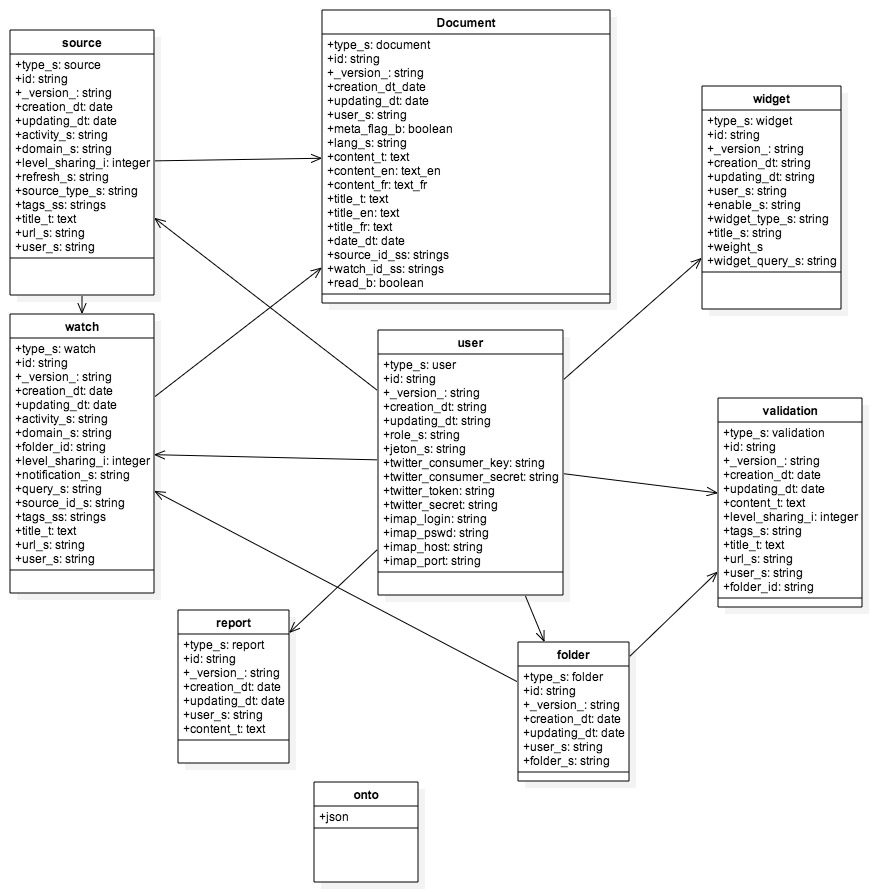 source
+type_s: source
+id: string
+_version_: string
+creation_dt: date
+updating_dt: date
+activity_s: string
+domain_s: string
+level_sharing_i: integer
+refresh_s: string
+source_type_s: string
+tags_ss: strings
+title_t: text
+url_s: string
+user_s: string
Document
+type_s: document
+id: string
+_version_: string
+creation_dt_date
+updating_dt: date
+user_s: string
+meta_flag_b: boolean
+lang_s: string
+content_t: text
+content_en: text_en
+content_fr: text_fr
+title_t: text
+title_en: text
+title_fr: text
+date_dt: date
+source_id_ss: strings
+watch_id_ss: strings
+read_b: boolean
widget
+type_s: widget
+id: string
+_version_: string
+creation_dt: string
+updating_dt: string
+user_s: string
+enable_s: string
+widget_type_s: string
+title_s: string
+weight_s
+widget_query_s: string
watch
+type_s: watch
+id: string
+_version_: string
+creation_dt: date
+updating_dt: date
+activity_s: string
+domain_s: string
+folder_id: string
+level_sharing_i: integer
+notification_s: string
+query_s: string
+source_id_s: string
+tags_ss: strings
+title_t: text
+url_s: string
+user_s: string
user
+type_s: user
+id: string
+_version_: string
+creation_dt: string
+updating_dt: string
+role_s: string
+jeton_s: string
+twitter_consumer_key: string
+twitter_consumer_secret: string
+twitter_token: string
+twitter_secret: string
+imap_login: string
+imap_pswd: string
+imap_host: string
+imap_port: string
validation
+type_s: validation
+id: string
+_version_: string
+creation_dt: date
+updating_dt: date
+content_t: text
+level_sharing_i: integer
+tags_s: string
+title_t: text
+url_s: string
+user_s: string
+folder_id: string
report
+type_s: report
+id: string
+_version_: string
+creation_dt: date
+updating_dt: date
+user_s: string
+content_t: text
folder
+type_s: folder
+id: string
+_version_: string
+creation_dt: date
+updating_dt: date
+user_s: string
+folder_s: string
onto
+json